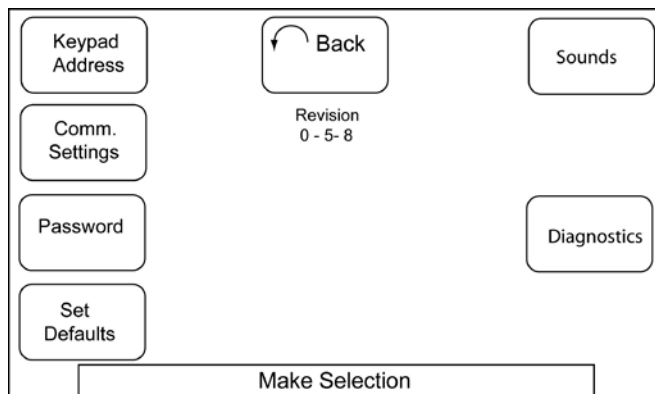 Keypad
Address
Back
Sounds
Revision
0 - 5- 8
Comm.
Settings
Password
Diagnostics
Set
Defaults
Make Selection